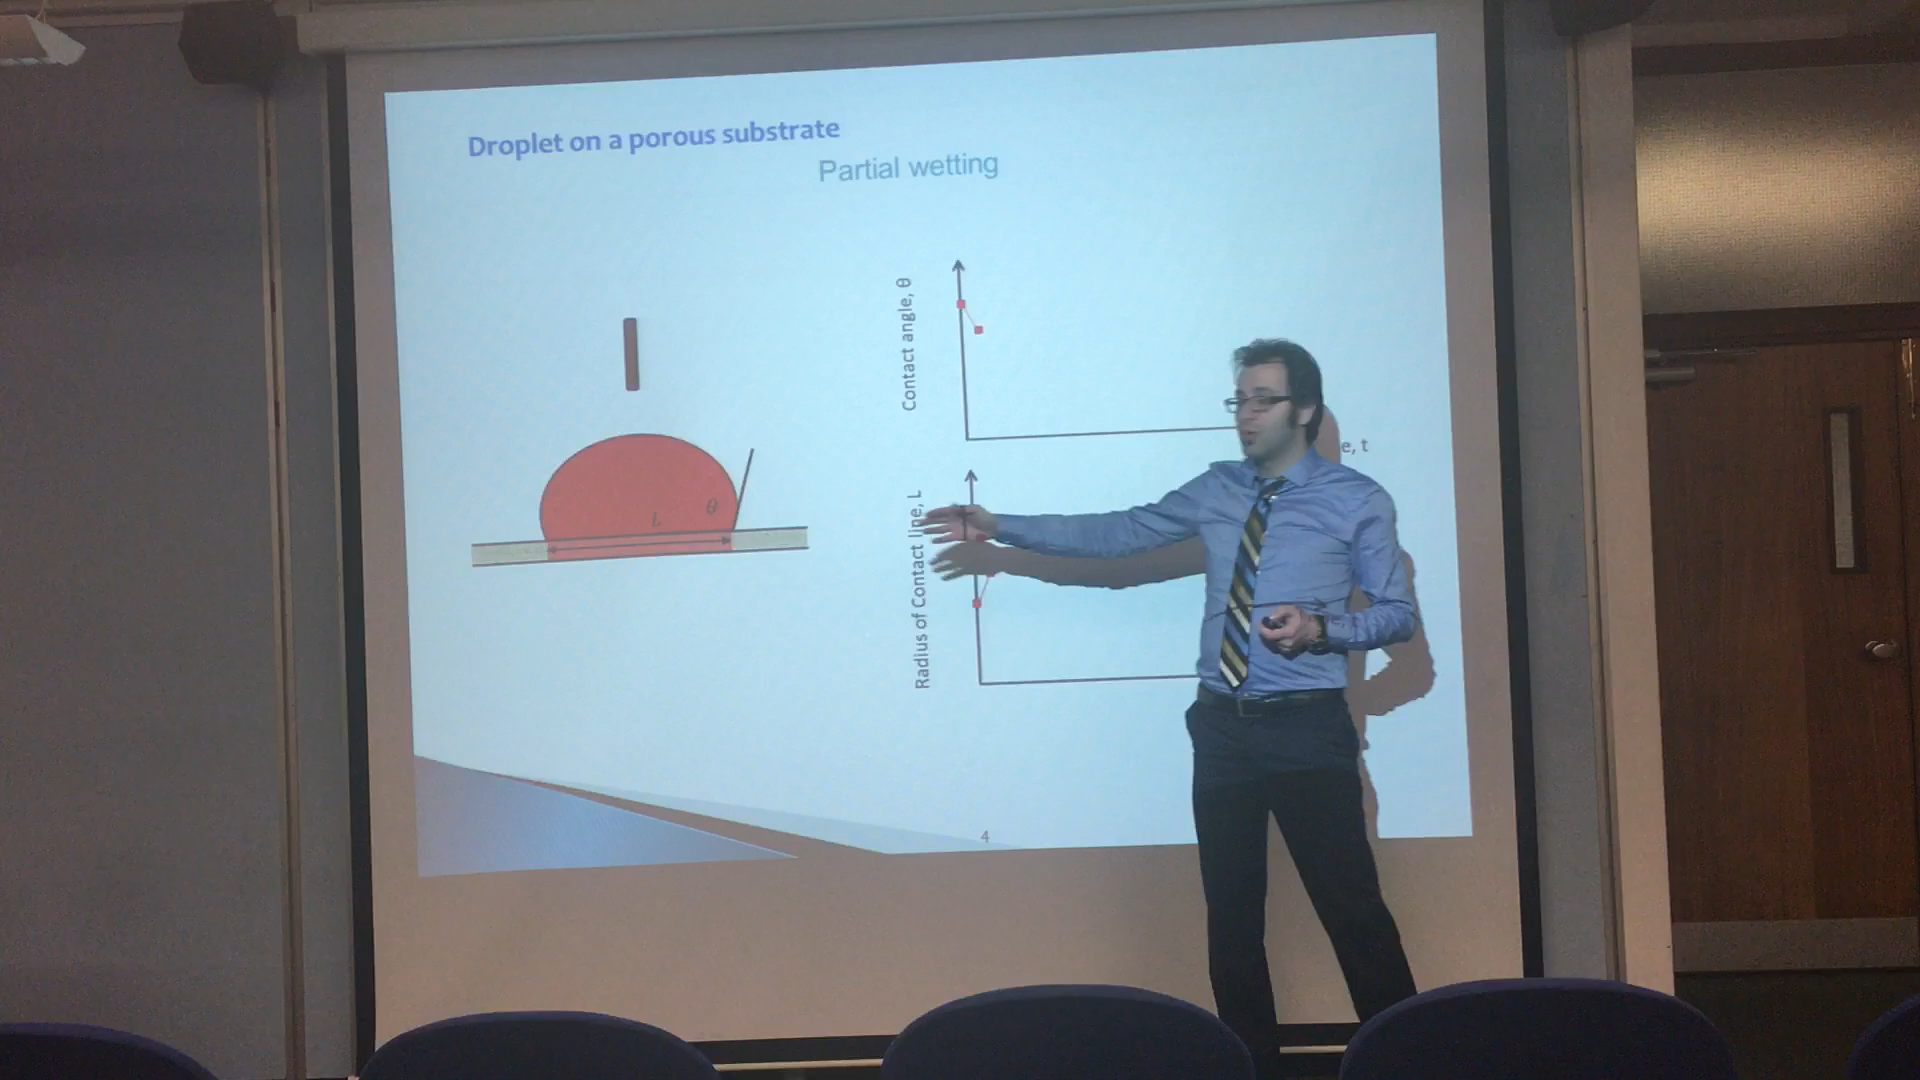 Droplet on a porous substrate
Partial wetting
Contact angle, θ
e, t
L
θ
Radius of Contact line, L
4